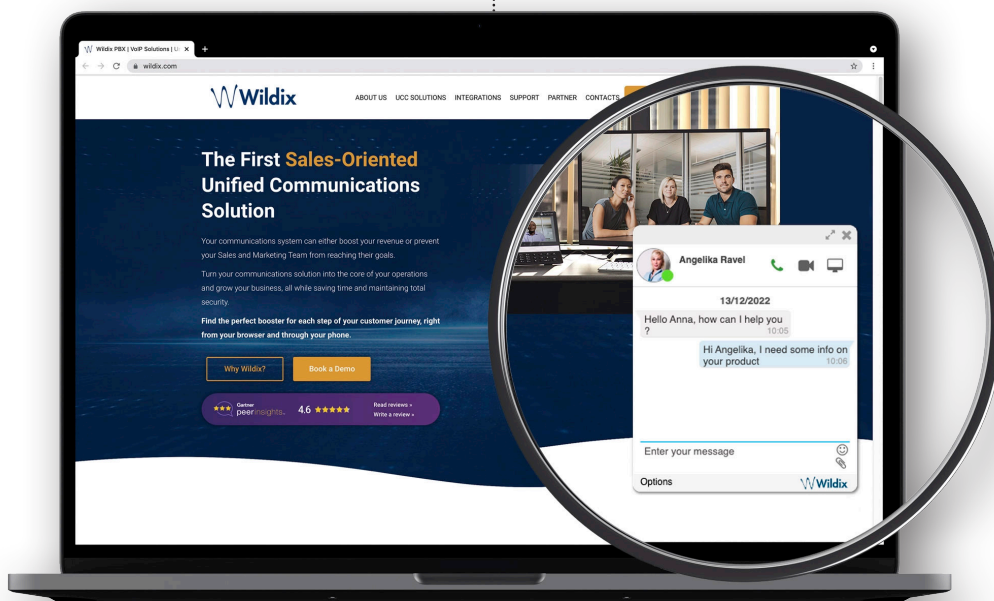 Wildix PBX | VoIP Solutions | U
wildix.com
Wildix
ABOUT US UCC SOLUTIONS INTEGRATIONS SUPPORT PARTNER CONTACTS
The First Sales-Oriented
Unified Communications
Solution
Your communications system can either boost your revenue or prevent
your Sales and Marketing Team from reaching their goals.
Turn your communications solution into the core of your operations
and grow your business, all while saving time and maintaining total
security.
Find the perfect booster for each step of your customer journey, right
from your browser and through your phone.
Why Wildix?
Book a Demo
Gartner
peerinsights™
4.6
Read reviews »
Write a review »
Angelika Ravel
13/12/2022
Hello Anna, how can I help you
?
10:05
Hi Angelika, I need some info on
your product
10:06
Enter your message
Options
Wildix